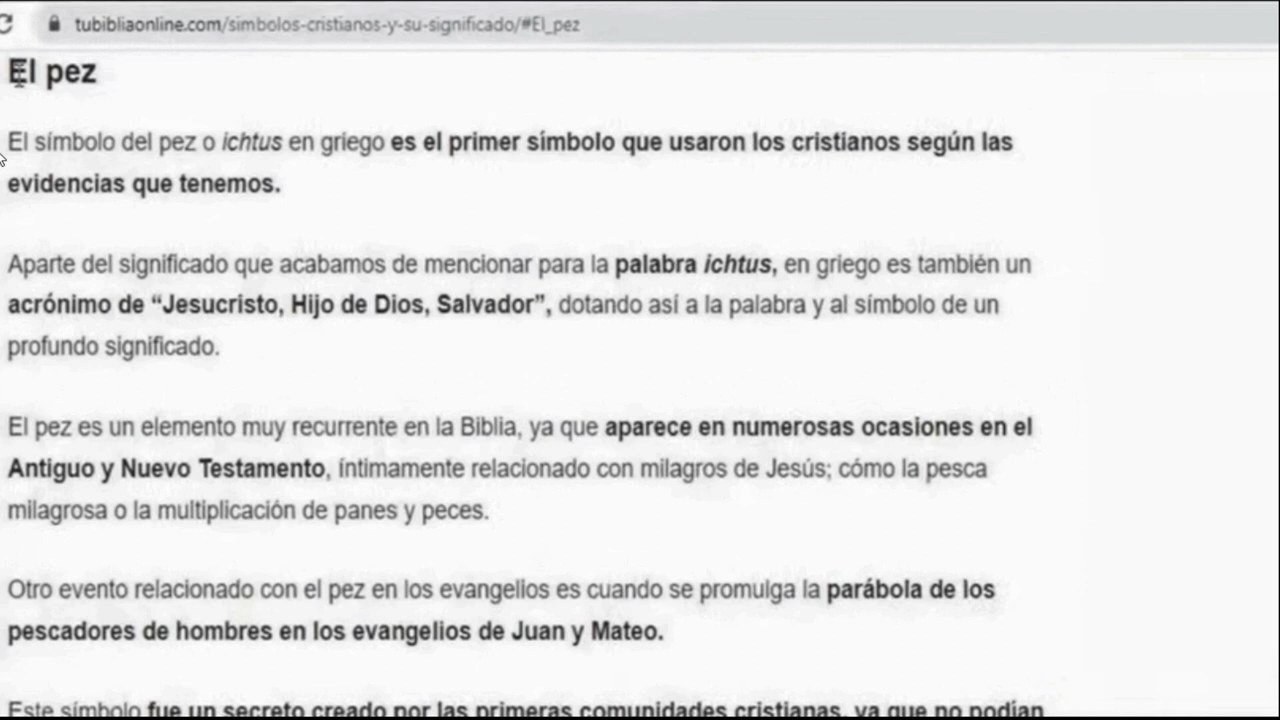 tubibliaonline.com/simbolos-cristianos-y-su-significado/#El_pez
El pez
El símbolo del pez o ichtus en griego es el primer símbolo que usaron los cristianos según las
evidencias que tenemos.
Aparte del significado que acabamos de mencionar para la palabra ichtus, en griego es también un
acrónimo de “Jesucristo, Hijo de Dios, Salvador”, dotando así a la palabra y al símbolo de un
profundo significado.
El pez es un elemento muy recurrente en la Biblia, ya que aparece en numerosas ocasiones en el
Antiguo y Nuevo Testamento, íntimamente relacionado con milagros de Jesús; cómo la pesca
milagrosa o la multiplicación de panes y peces.
Otro evento relacionado con el pez en los evangelios es cuando se promulga la parábola de los
pescadores de hombres en los evangelios de Juan y Mateo.
Este símbolo fue un secreto creado por las primeras comunidades cristianas, ya que no podían